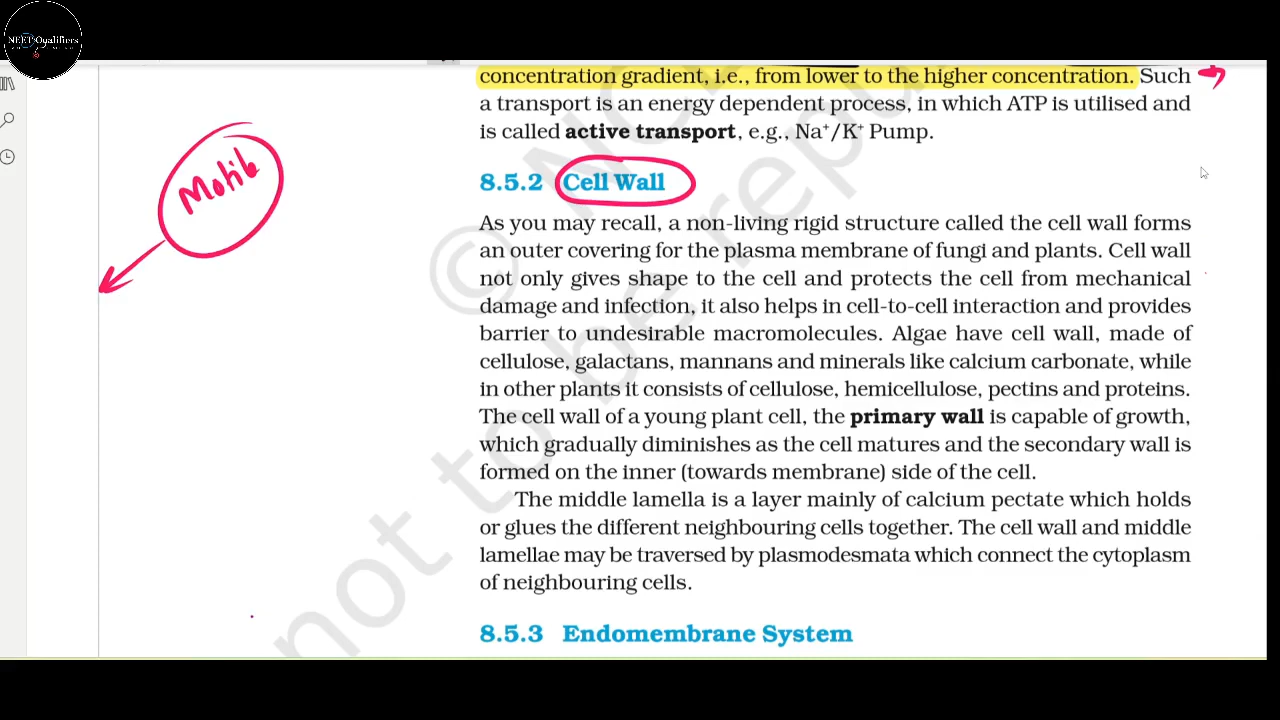 NEET Qualifiers
concentration gradient, i.e., from lower to the higher concentration. Such
a transport is an energy dependent process, in which ATP is utilised and
is called active transport, e.g., Na⁺/K⁺ Pump.
Motile
8.5.2 Cell Wall
As you may recall, a non-living rigid structure called the cell wall forms
an outer covering for the plasma membrane of fungi and plants. Cell wall
not only gives shape to the cell and protects the cell from mechanical
damage and infection, it also helps in cell-to-cell interaction and provides
barrier to undesirable macromolecules. Algae have cell wall, made of
cellulose, galactans, mannans and minerals like calcium carbonate, while
in other plants it consists of cellulose, hemicellulose, pectins and proteins.
The cell wall of a young plant cell, the primary wall is capable of growth,
which gradually diminishes as the cell matures and the secondary wall is
formed on the inner (towards membrane) side of the cell.
The middle lamella is a layer mainly of calcium pectate which holds
or glues the different neighbouring cells together. The cell wall and middle
lamellae may be traversed by plasmodesmata which connect the cytoplasm
of neighbouring cells.
8.5.3 Endomembrane System
© NC
not to be repu